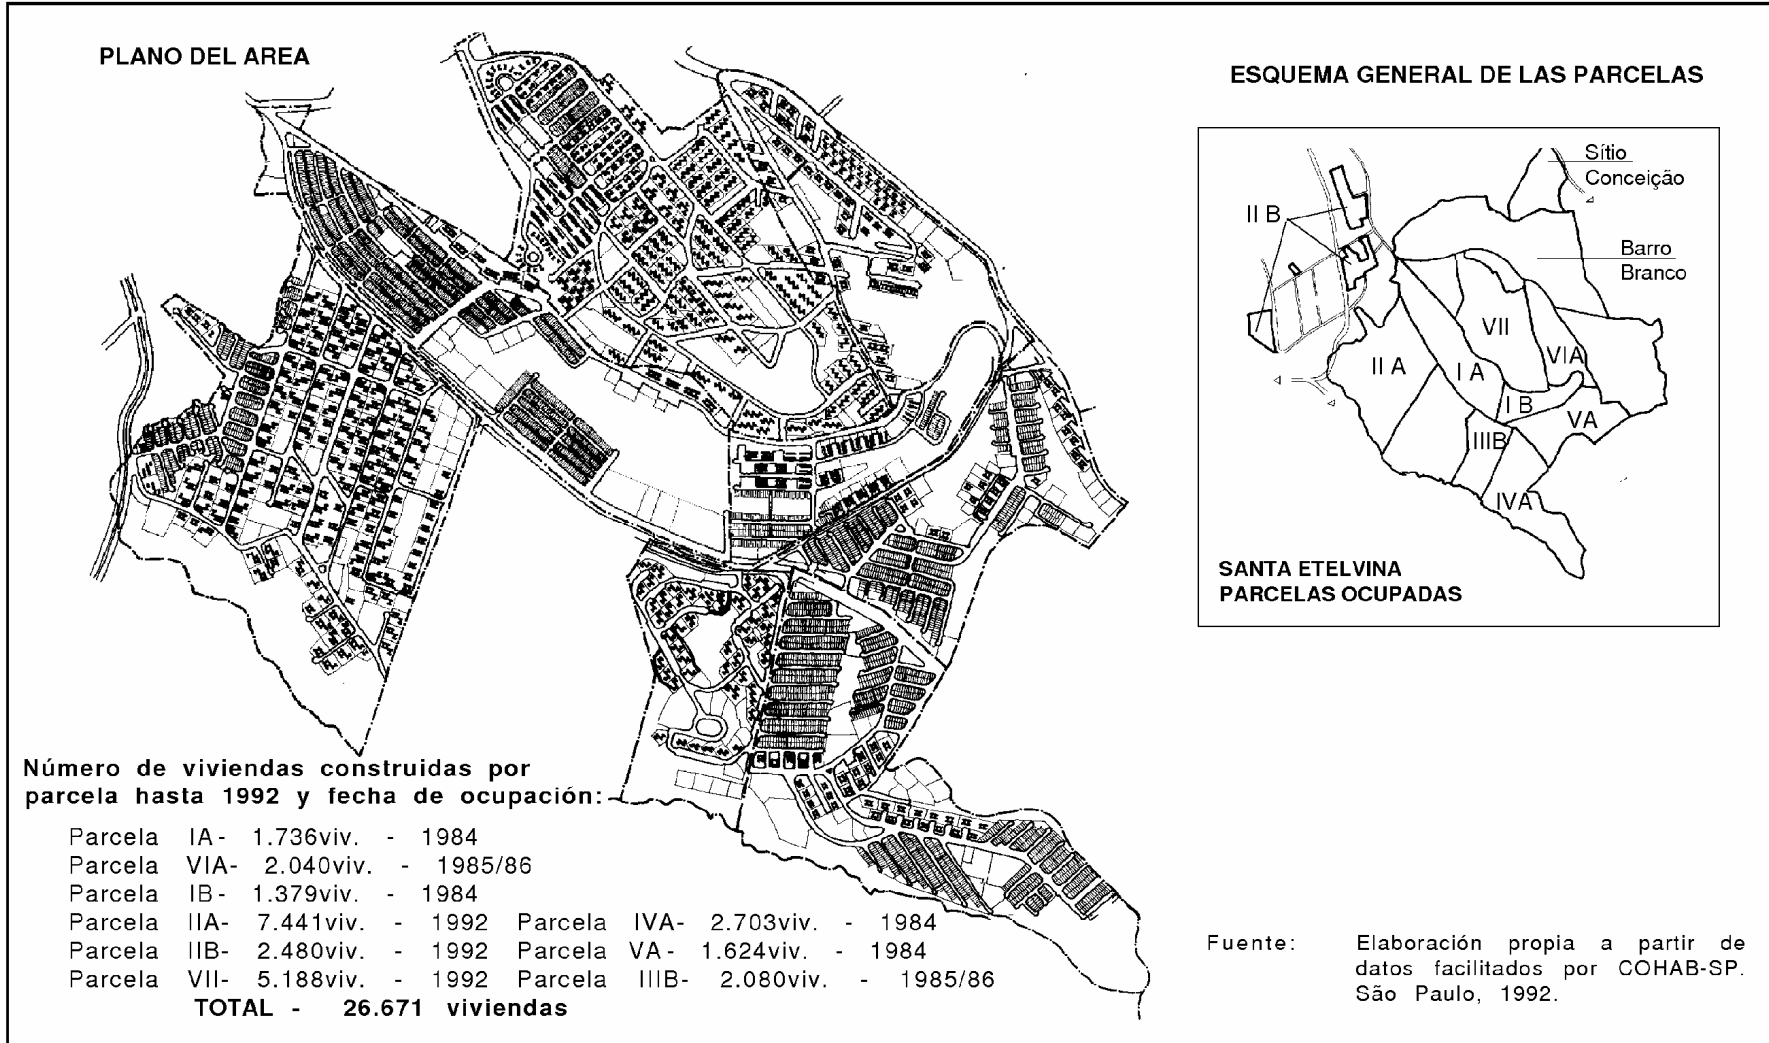 PLANO DEL AREA
ESQUEMA GENERAL DE LAS PARCELAS
Sítio
Conceição
II B
Barro
Branco
VII
VIA
II A
I A
I B
VA
IIIB
IVA
SANTA ETELVINA
PARCELAS OCUPADAS
Número de viviendas construidas por
parcela hasta 1992 y fecha de ocupación:
Parcela IA- 1.736viv. - 1984
Parcela VIA- 2.040viv. - 1985/86
Parcela IB- 1.379viv. - 1984
Parcela IIA- 7.441viv. - 1992 Parcela IVA- 2.703viv. - 1984
Parcela IIB- 2.480viv. - 1992 Parcela VA- 1.624viv. - 1984
Parcela VII- 5.188viv. - 1992 Parcela IIIB- 2.080viv. - 1985/86
TOTAL - 26.671 viviendas
Fuente: Elaboración propia a partir de
datos facilitados por COHAB-SP.
São Paulo, 1992.